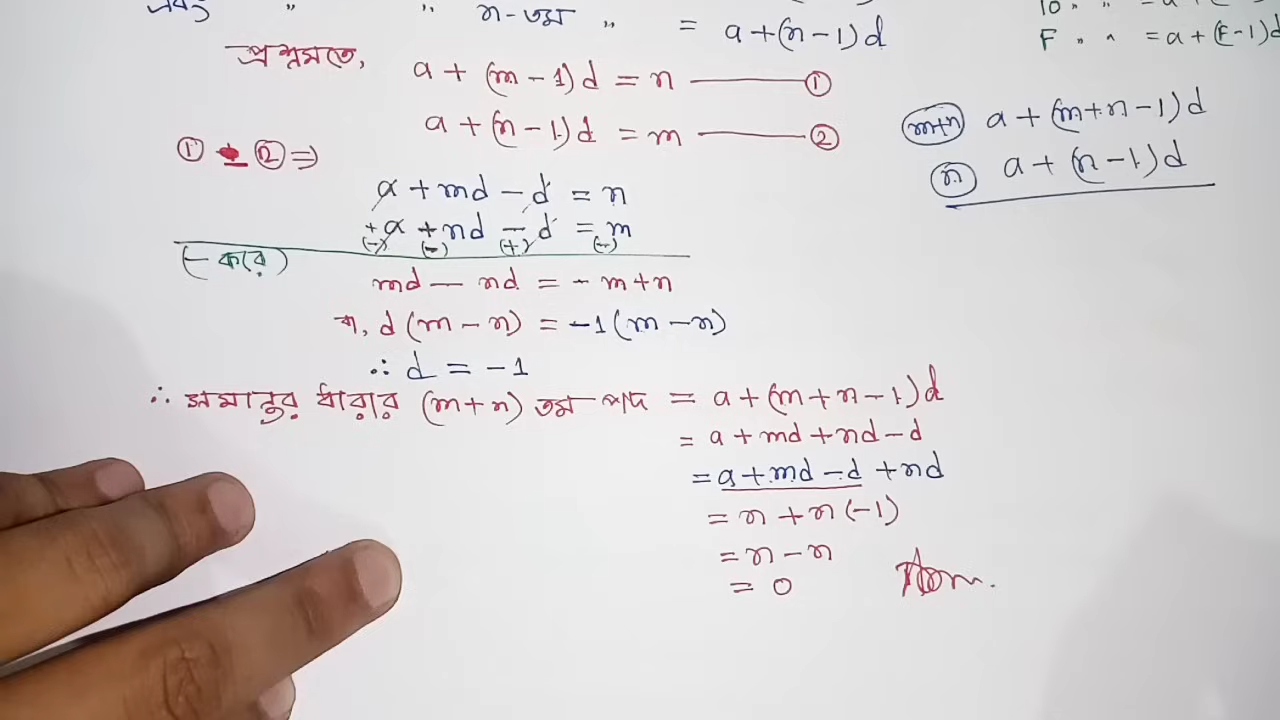 এবং " " n-তম " = a+(n-1)d
প্রশ্নমতে,
a + (m-1)d = n ——— ①
a + (n-1)d = m ——— ②
① - ② ⇒
a + md - d = n
+a + nd - d = m
(-) (-) (+) (-)
(- করে)
md - nd = - m+n
বা, d(m-n) = -1(m-n)
∴ d = -1
∴ সমান্তর ধারার (m+n) তম পদ = a+(m+n-1)d
= a+md+nd-d
= a+md-d+nd
= n+n(-1)
= n-n
= 0
10 " " = a+
F " " = a+(F-1)d
(m+n) a+(m+n-1)d
(n) a+(n-1)d